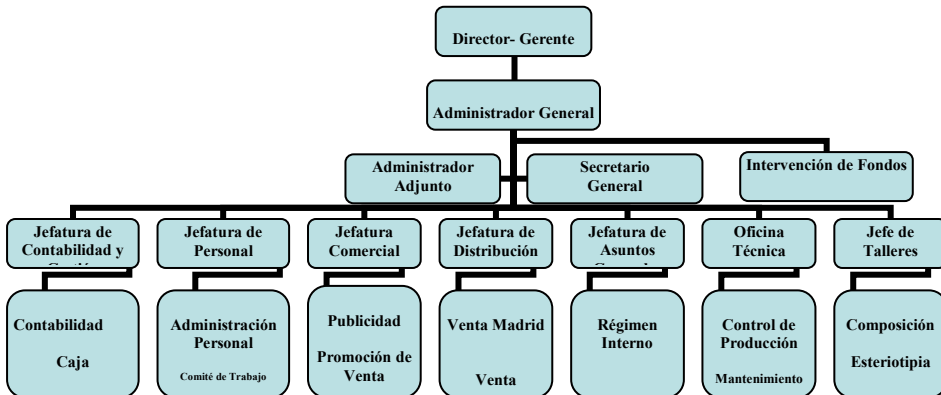 Director- Gerente
Administrador General
Administrador
Adjunto
Secretario
General
Intervención de Fondos
Jefatura de
Contabilidad y
Jefatura de
Personal
Jefatura
Comercial
Jefatura de
Distribución
Jefatura de
Asuntos
Oficina
Técnica
Jefe de
Talleres
Contabilidad
Caja
Administración
Personal
Comité de Trabajo
Publicidad
Promoción de
Venta
Venta Madrid
Venta
Régimen
Interno
Control de
Producción
Mantenimiento
Composición
Esteriotipia